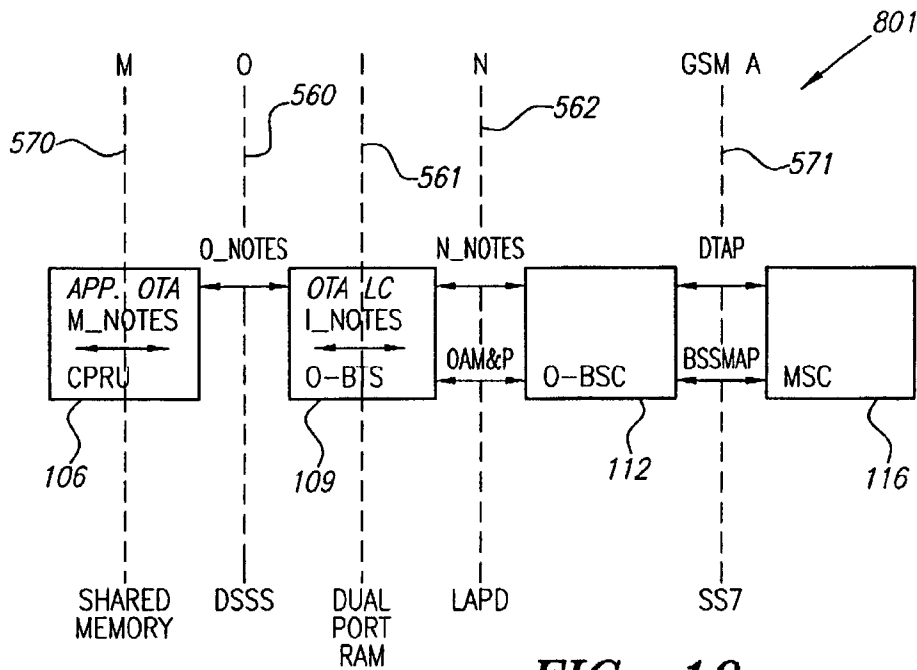 801
M O I N GSM A
570 560 561 562 571
O_NOTES N_NOTES DTAP
APP. OTA OTA LC
M_NOTES I_NOTES
OAM&P BSSMAP
CPRU O-BTS O-BSC MSC
106 109 112 116
SHARED MEMORY
DSSS
DUAL PORT RAM
LAPD
SS7